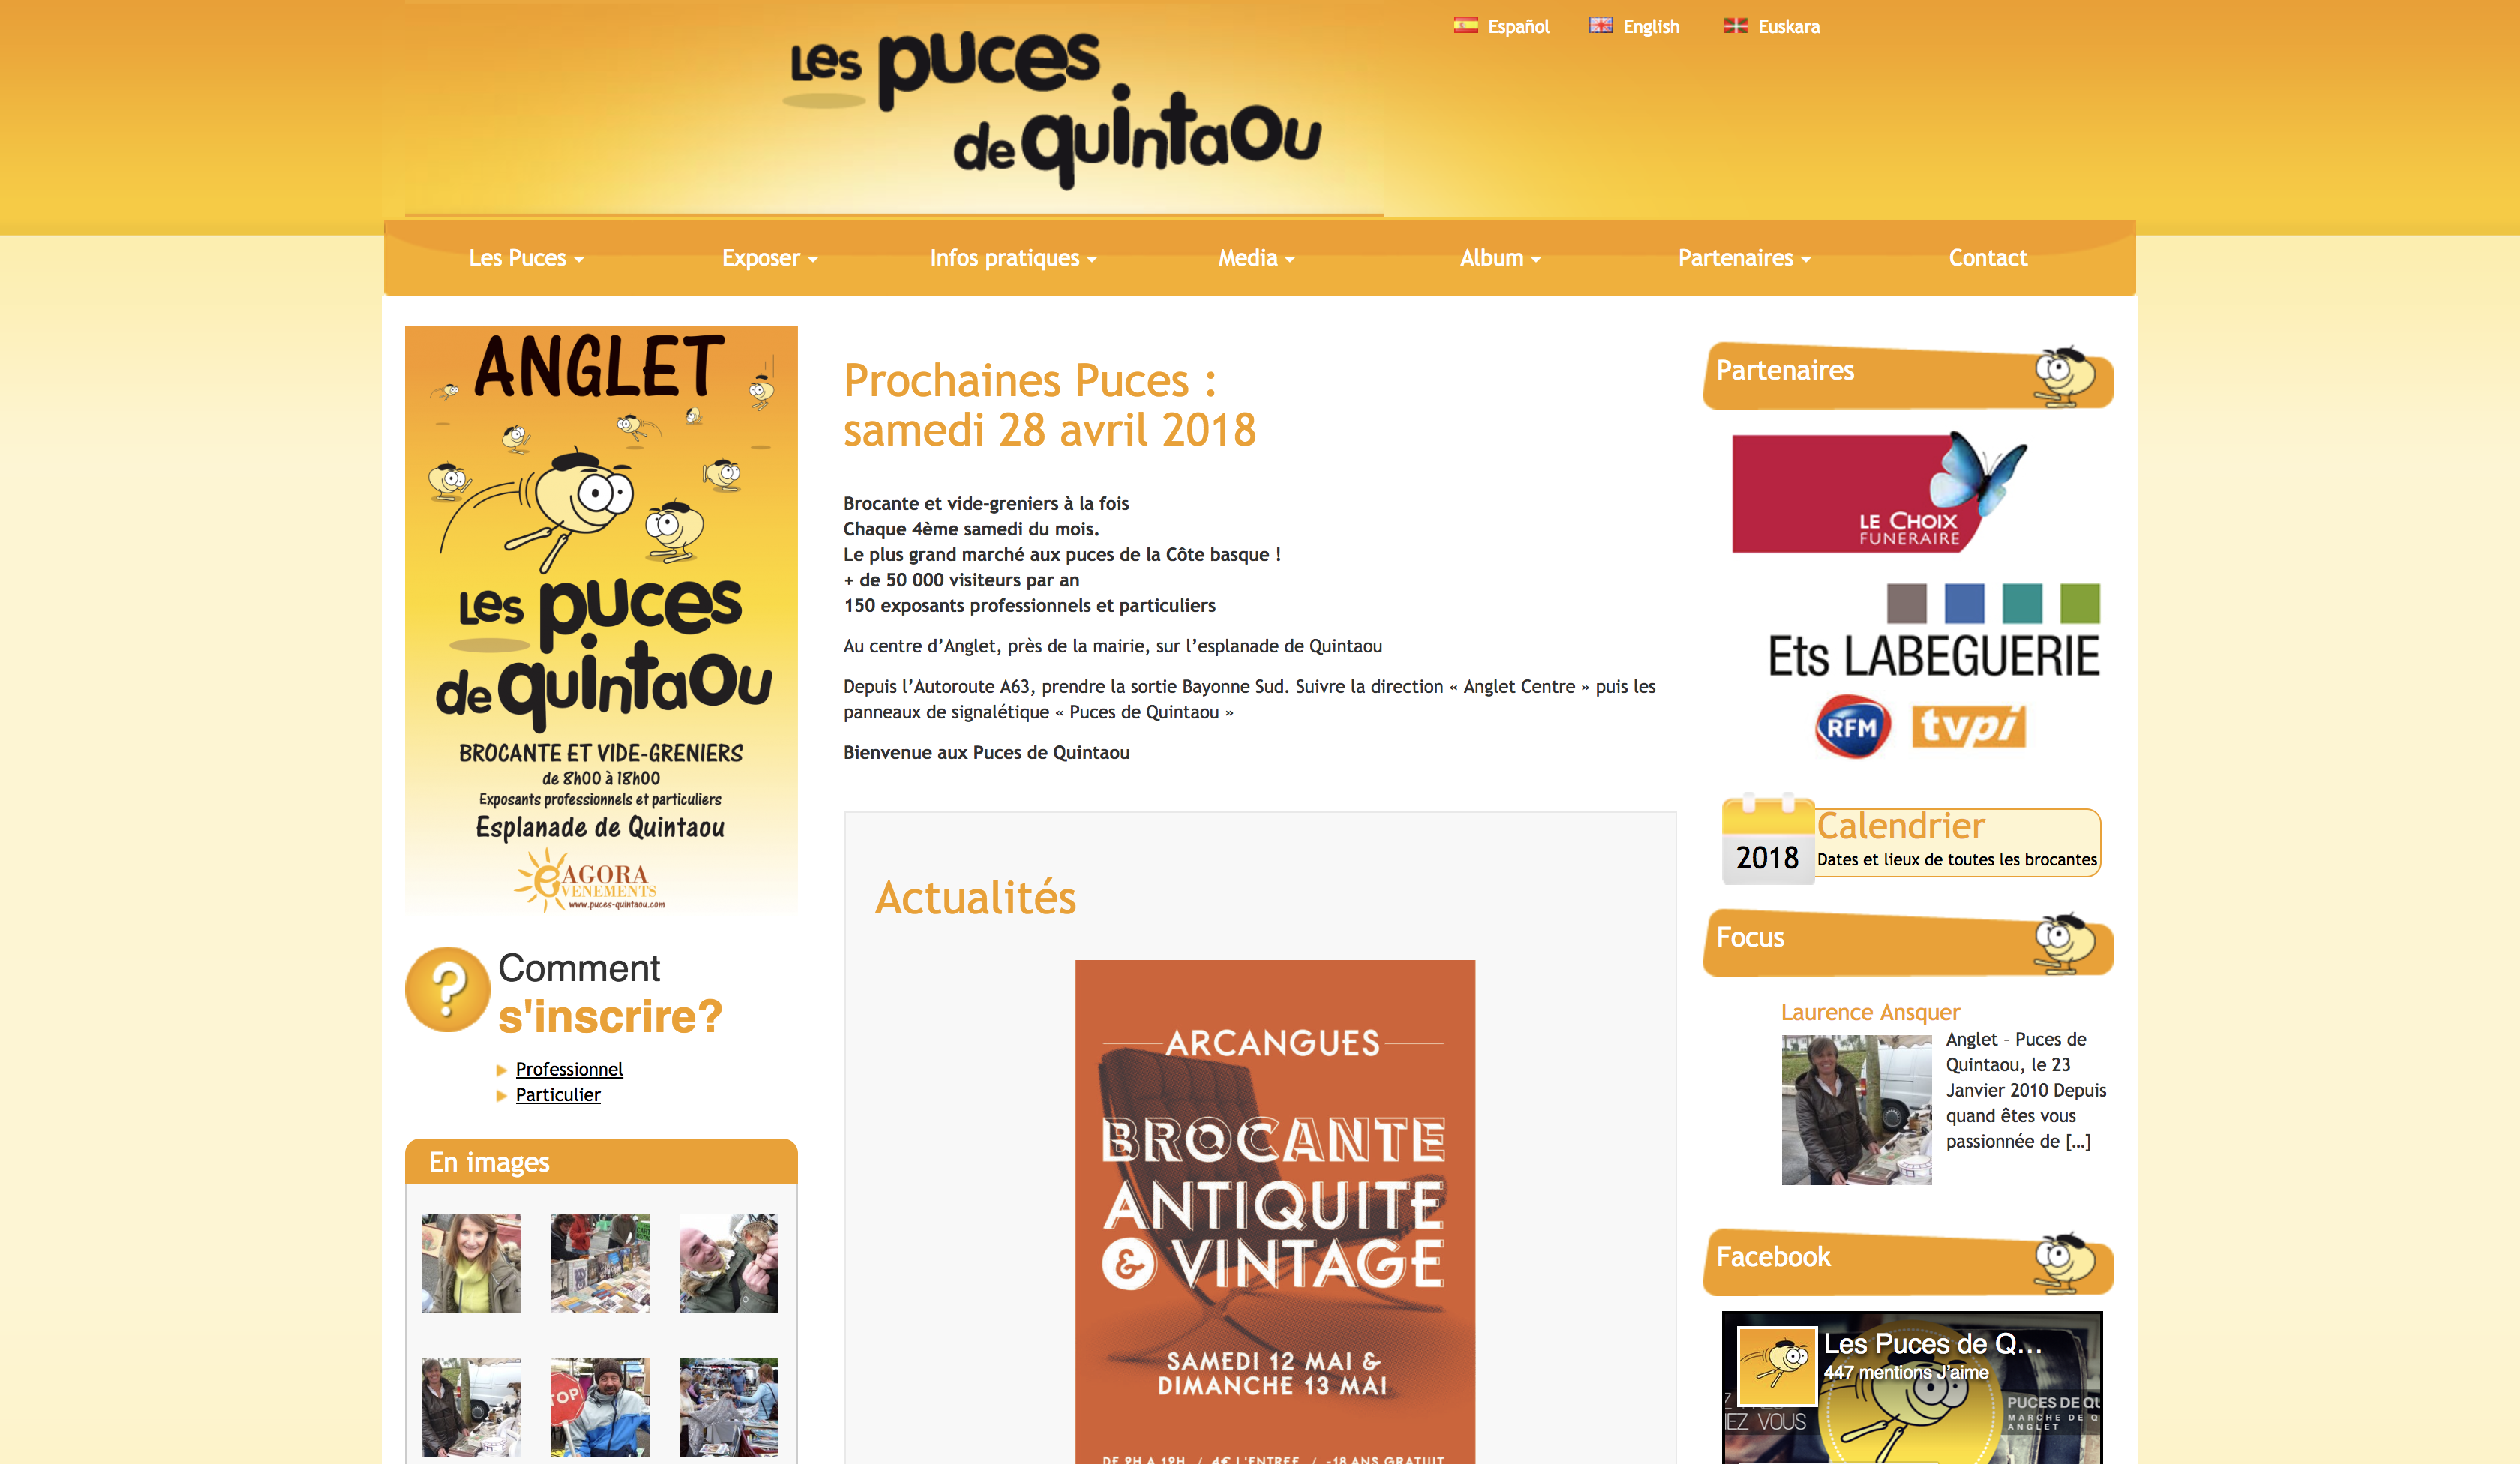 Les puces
de quintaou
Español
English
Euskara
Les Puces
Exposer
Infos pratiques
Media
Album
Partenaires
Contact
ANGLET
Les puces
de quintaou
BROCANTE ET VIDE-GRENIERS
de 8h00 à 18h00
Exposants professionnels et particuliers
Esplanade de Quintaou
AGORA
EVENEMENTS
www.puces-quintaou.com
Comment
s'inscrire?
Professionnel
Particulier
En images
STOP
Prochaines Puces :
samedi 28 avril 2018
Brocante et vide-greniers à la fois
Chaque 4ème samedi du mois.
Le plus grand marché aux puces de la Côte basque !
+ de 50 000 visiteurs par an
150 exposants professionnels et particuliers
Au centre d’Anglet, près de la mairie, sur l’esplanade de Quintaou
Depuis l’Autoroute A63, prendre la sortie Bayonne Sud. Suivre la direction « Anglet Centre » puis les
panneaux de signalétique « Puces de Quintaou »
Bienvenue aux Puces de Quintaou
Actualités
ARCANGUES
BROCANTE
ANTIQUITE
& VINTAGE
SAMEDI 12 MAI &
DIMANCHE 13 MAI
DE 9H A 19H / 4€ L'ENTREE / -18 ANS GRATUIT
Partenaires
LE CHOIX
FUNERAIRE
Ets LABEGUERIE
RFM
tvpi
2018
Calendrier
Dates et lieux de toutes les brocantes
Focus
Laurence Ansquer
Anglet – Puces de
Quintaou, le 23
Janvier 2010 Depuis
quand êtes vous
passionnée de [...]
Facebook
Les Puces de Q...
447 mentions J’aime
VOUS
PUCES DE QU
MARCHE DE Q
ANGLET